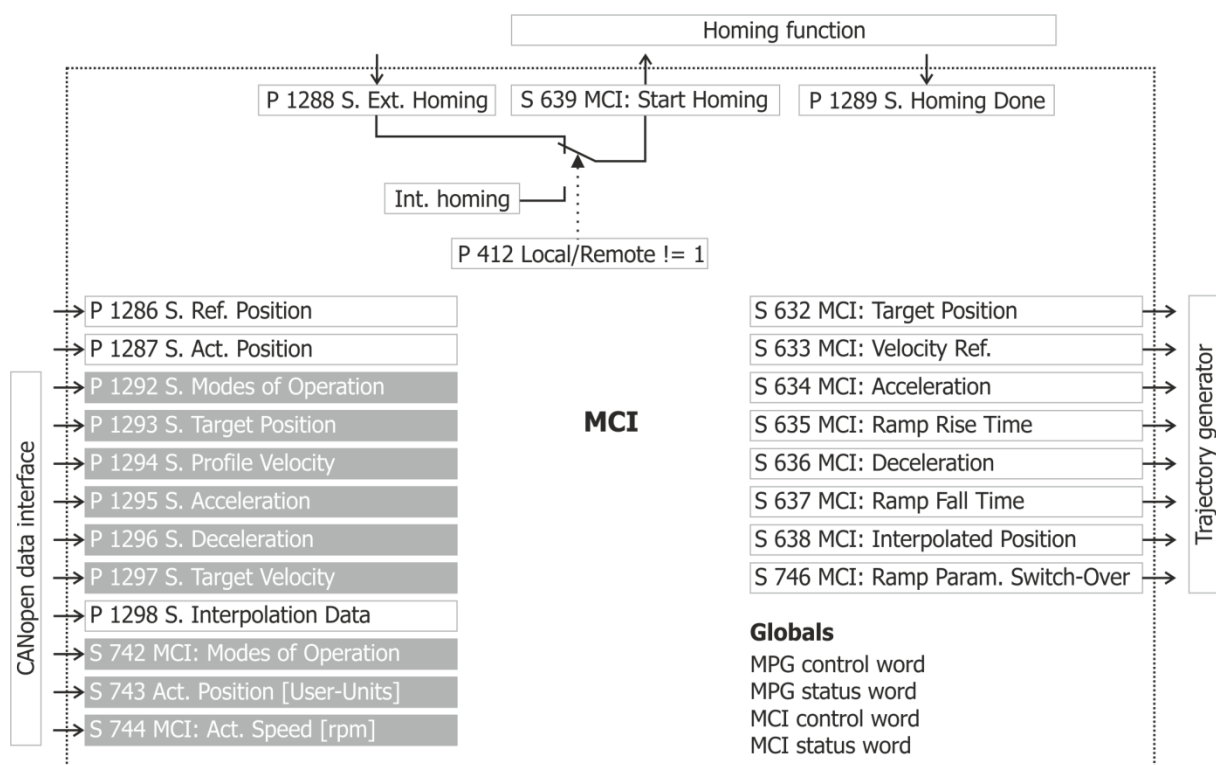 Homing function
P 1288 S. Ext. Homing
S 639 MCI: Start Homing
P 1289 S. Homing Done
Int. homing
P 412 Local/Remote != 1
CANopen data interface
P 1286 S. Ref. Position
P 1287 S. Act. Position
P 1292 S. Modes of Operation
P 1293 S. Target Position
P 1294 S. Profile Velocity
P 1295 S. Acceleration
P 1296 S. Deceleration
P 1297 S. Target Velocity
P 1298 S. Interpolation Data
S 742 MCI: Modes of Operation
S 743 Act. Position [User-Units]
S 744 MCI: Act. Speed [rpm]
MCI
S 632 MCI: Target Position
S 633 MCI: Velocity Ref.
S 634 MCI: Acceleration
S 635 MCI: Ramp Rise Time
S 636 MCI: Deceleration
S 637 MCI: Ramp Fall Time
S 638 MCI: Interpolated Position
S 746 MCI: Ramp Param. Switch-Over
Trajectory generator
Globals
MPG control word
MPG status word
MCI control word
MCI status word